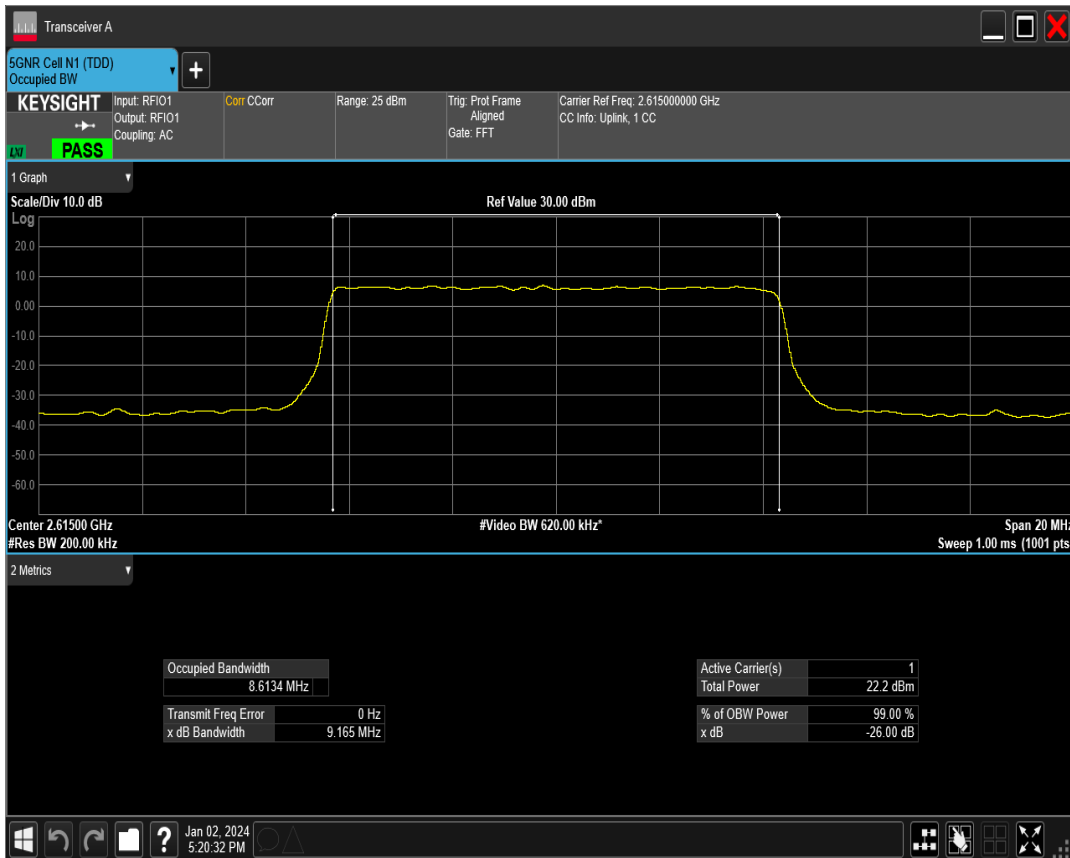 Transceiver A
5GNR Cell N1 (TDD)
Occupied BW
+
KEYSIGHT
Input: RFIO1
Output: RFIO1
Coupling: AC
Corr CCorr
Range: 25 dBm
Trig: Prot Frame
Aligned
Gate: FFT
Carrier Ref Freq: 2.615000000 GHz
CC Info: Uplink, 1 CC
LXI
PASS
1 Graph
Scale/Div 10.0 dB
Ref Value 30.00 dBm
Log
20.0
10.0
0.00
-10.0
-20.0
-30.0
-40.0
-50.0
-60.0
Center 2.61500 GHz
#Video BW 620.00 kHz*
Span 20 MHz
#Res BW 200.00 kHz
Sweep 1.00 ms (1001 pts
2 Metrics
Occupied Bandwidth
8.6134 MHz
Transmit Freq Error 0 Hz
x dB Bandwidth 9.165 MHz
Active Carrier(s) 1
Total Power 22.2 dBm
% of OBW Power 99.00 %
x dB -26.00 dB
?
Jan 02, 2024
5:20:32 PM